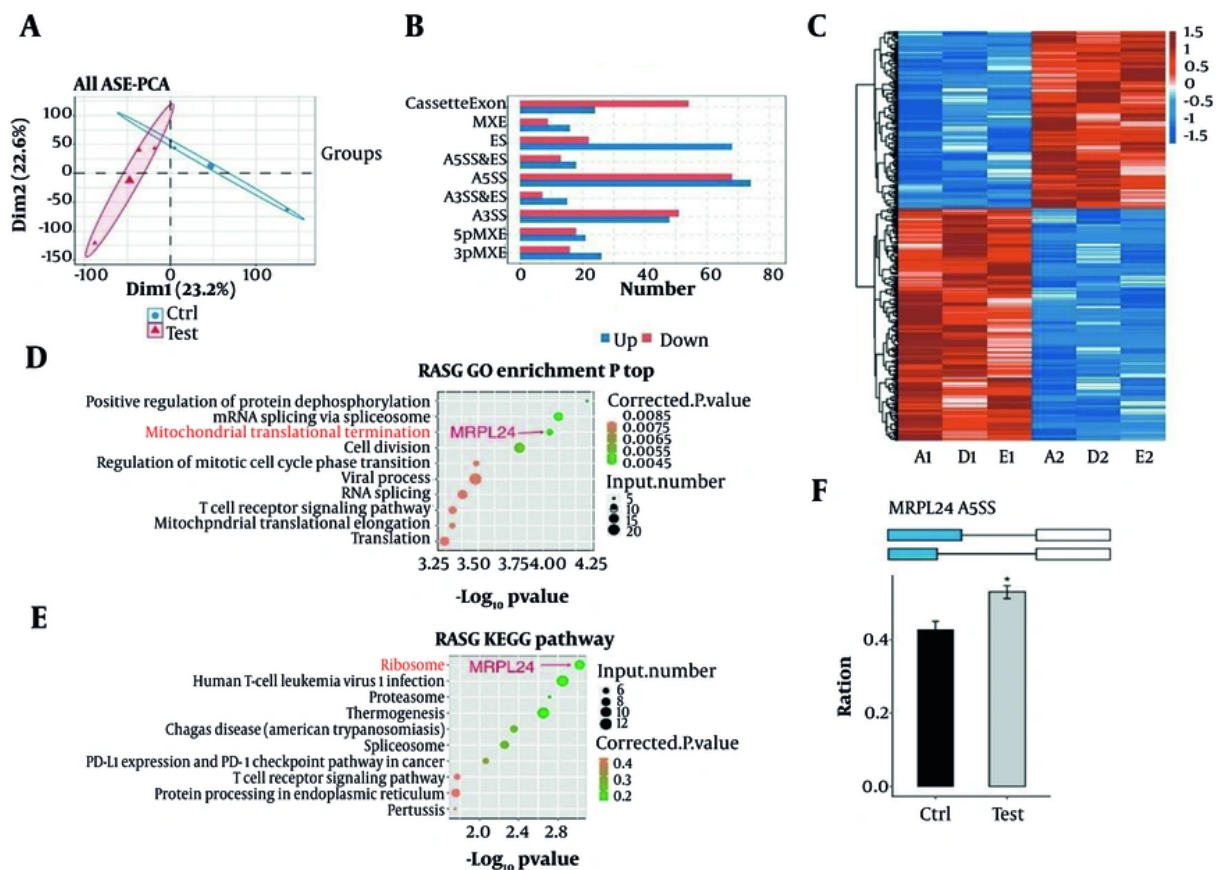 A
All ASE-PCA
Dim2 (22.6%)
100
50
0
-50
-100
-150
-100
0
100
Dim1 (23.2%)
Groups
Ctrl
Test
B
CassetteExon
MXE
ES
A5SS&ES
A5SS
A3SS&ES
A3SS
5pMXE
3pMXE
0 20 40 60 80
Number
Up Down
C
1.5
1
0.5
0
-0.5
-1
-1.5
A1 D1 E1 A2 D2 E2
D
RASG GO enrichment P top
Positive regulation of protein dephosphorylation
mRNA splicing via spliceosome
Mitochondrial translational termination
MRPL24
Cell division
Regulation of mitotic cell cycle phase transition
Viral process
RNA splicing
T cell receptor signaling pathway
Mitochpndrial translational elongation
Translation
3.25 3.50 3.75 4.00 4.25
-Log10 pvalue
Corrected.P.value
0.0085
0.0075
0.0065
0.0055
0.0045
Input.number
5
10
15
20
E
RASG KEGG pathway
Ribosome
MRPL24
Human T-cell leukemia virus 1 infection
Proteasome
Thermogenesis
Chagas disease (american trypanosomiasis)
Spliceosome
PD-L1 expression and PD-1 checkpoint pathway in cancer
T cell receptor signaling pathway
Protein processing in endoplasmic reticulum
Pertussis
2.0 2.4 2.8
-Log10 pvalue
Input.number
6
8
10
12
Corrected.P.value
0.4
0.3
0.2
F
MRPL24 A5SS
*
Ration
0.4
0.2
0.0
Ctrl Test